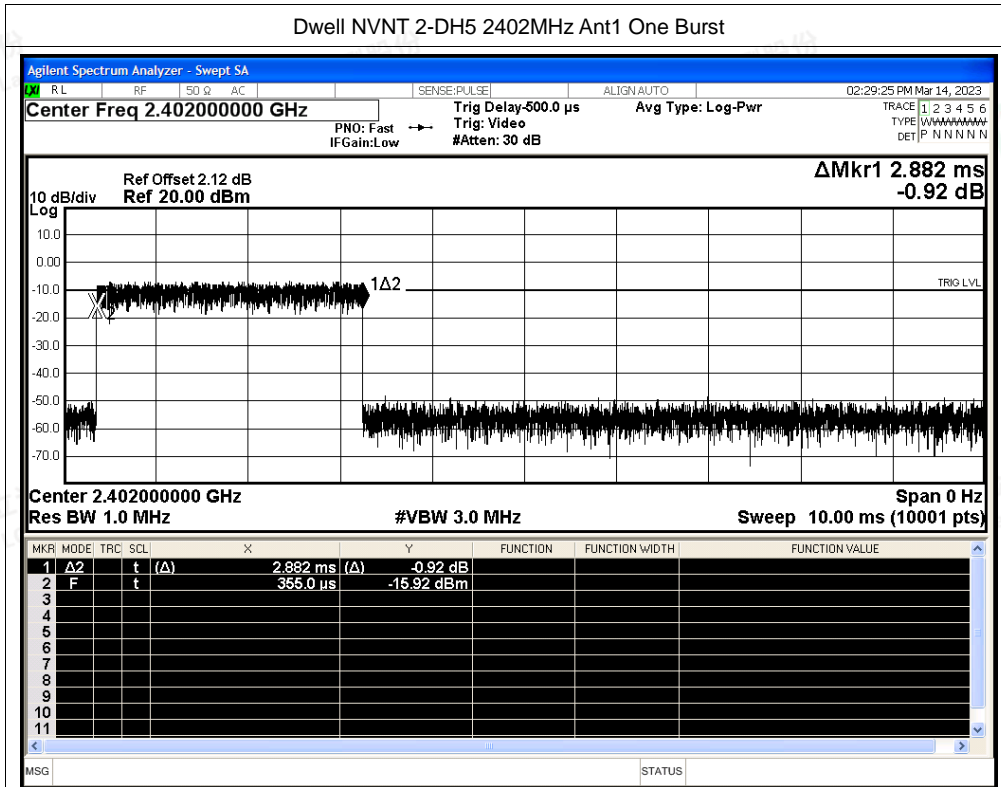 Dwell NVNT 2-DH5 2402MHz Ant1 One Burst
Agilent Spectrum Analyzer - Swept SA
LXI RL RF 50 Ω AC SENSE:PULSE ALIGN AUTO 02:29:25 PM Mar 14, 2023
Center Freq 2.402000000 GHz
Trig Delay-500.0 μs Avg Type: Log-Pwr TRACE 1 2 3 4 5 6
PNO: Fast Trig: Video TYPE WWWWWW
IFGain:Low #Atten: 30 dB DET P N N N N N
ΔMkr1 2.882 ms
-0.92 dB
Ref Offset 2.12 dB
10 dB/div Ref 20.00 dBm
Log
10.0
0.00
-10.0
-20.0
-30.0
-40.0
-50.0
-60.0
-70.0
1Δ2
TRIG LVL
2
Center 2.402000000 GHz Span 0 Hz
Res BW 1.0 MHz #VBW 3.0 MHz Sweep 10.00 ms (10001 pts)
MKR MODE TRC SCL X Y FUNCTION FUNCTION WIDTH FUNCTION VALUE
1 Δ2 t (Δ) 2.882 ms (Δ) -0.92 dB
2 F t 355.0 μs -15.92 dBm
3
4
5
6
7
8
9
10
11
MSG STATUS